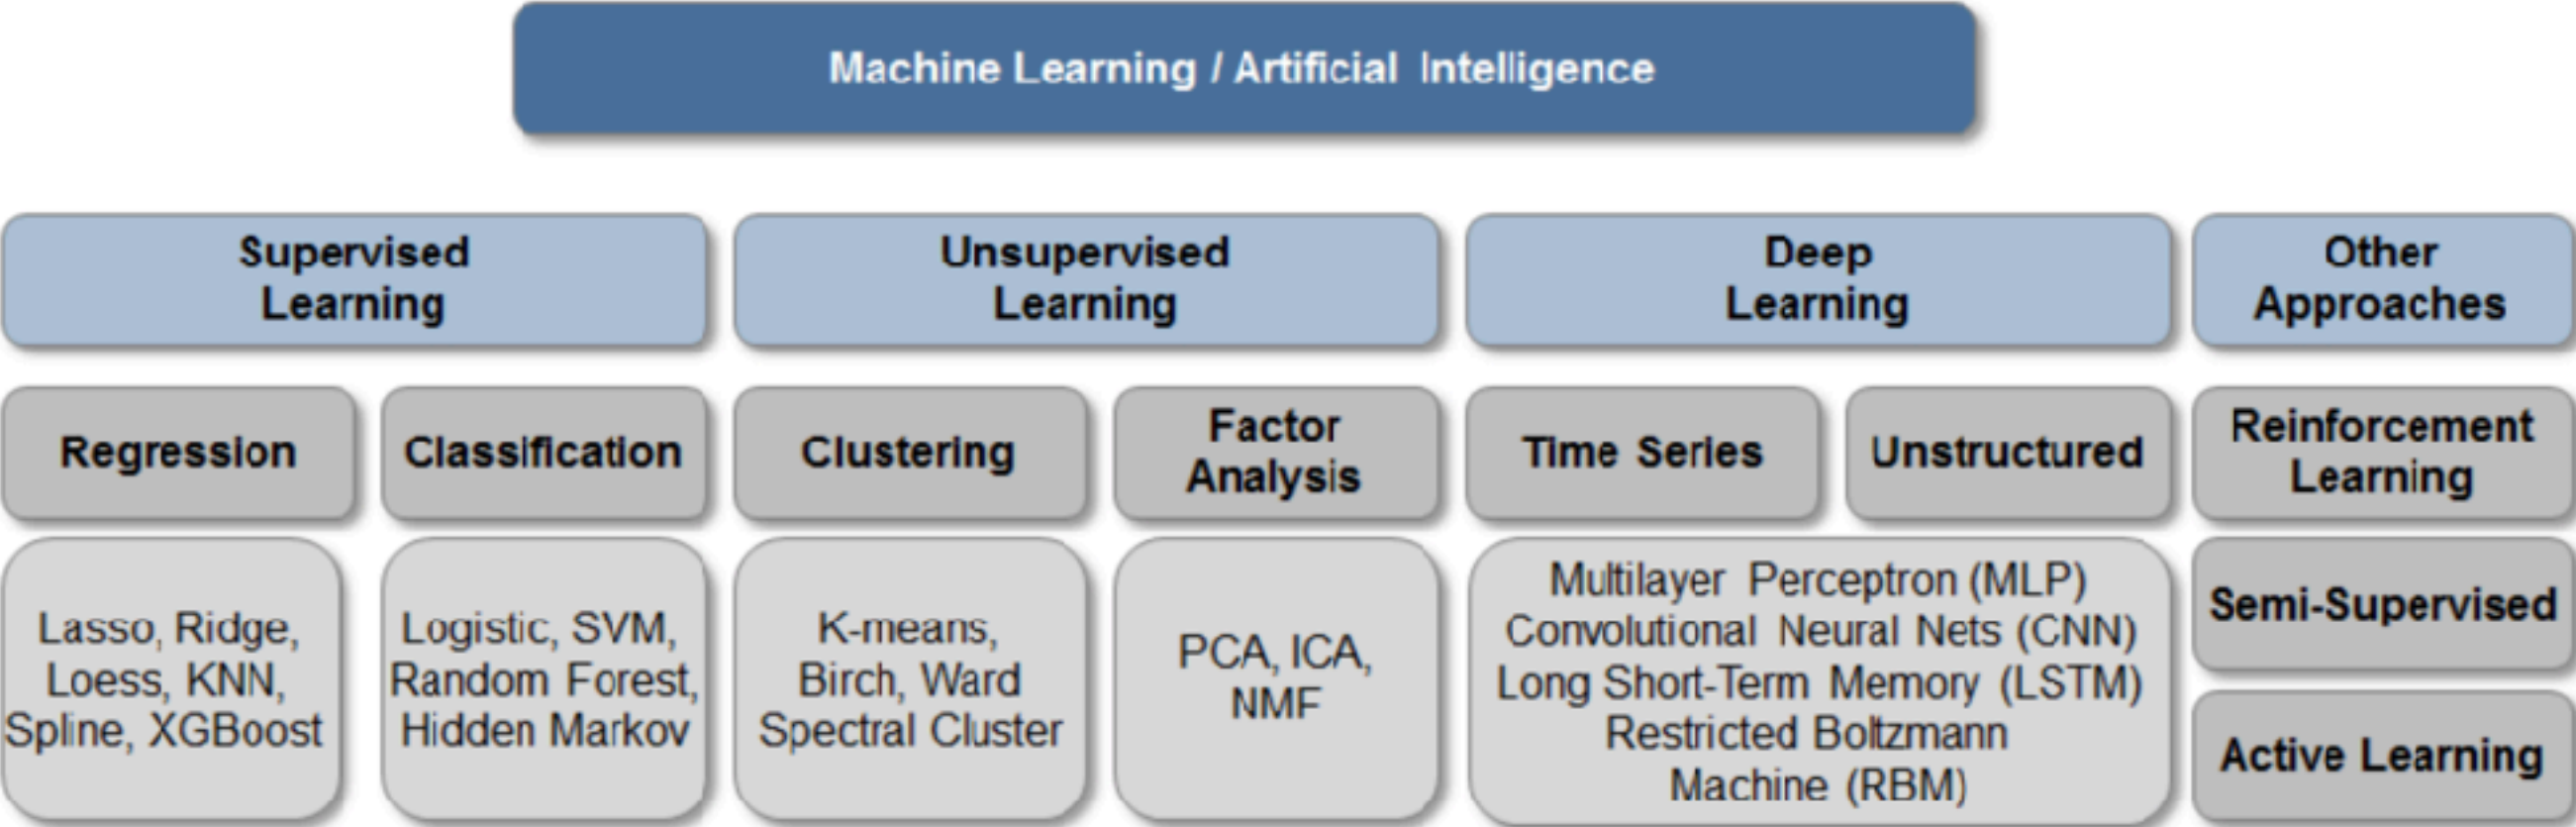 Machine Learning / Artificial Intelligence
Supervised
Learning
Unsupervised
Learning
Deep
Learning
Other
Approaches
Regression
Classification
Clustering
Factor
Analysis
Time Series
Unstructured
Reinforcement
Learning
Lasso, Ridge,
Loess, KNN,
Spline, XGBoost
Logistic, SVM,
Random Forest,
Hidden Markov
K-means,
Birch, Ward
Spectral Cluster
PCA, ICA,
NMF
Multilayer Perceptron (MLP)
Convolutional Neural Nets (CNN)
Long Short-Term Memory (LSTM)
Restricted Boltzmann
Machine (RBM)
Semi-Supervised
Active Learning